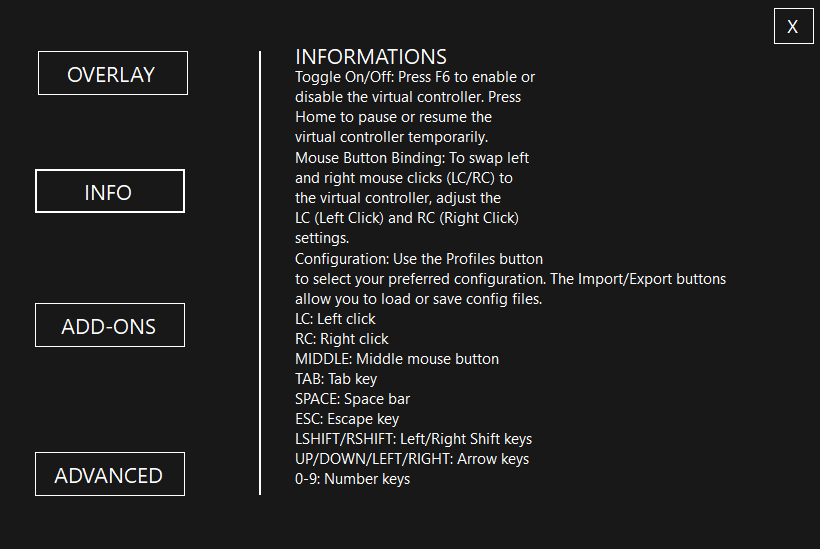 X
OVERLAY
INFO
ADD-ONS
ADVANCED
INFORMATIONS
Toggle On/Off: Press F6 to enable or
disable the virtual controller. Press
Home to pause or resume the
virtual controller temporarily.
Mouse Button Binding: To swap left
and right mouse clicks (LC/RC) to
the virtual controller, adjust the
LC (Left Click) and RC (Right Click)
settings.
Configuration: Use the Profiles button
to select your preferred configuration. The Import/Export buttons
allow you to load or save config files.
LC: Left click
RC: Right click
MIDDLE: Middle mouse button
TAB: Tab key
SPACE: Space bar
ESC: Escape key
LSHIFT/RSHIFT: Left/Right Shift keys
UP/DOWN/LEFT/RIGHT: Arrow keys
0-9: Number keys